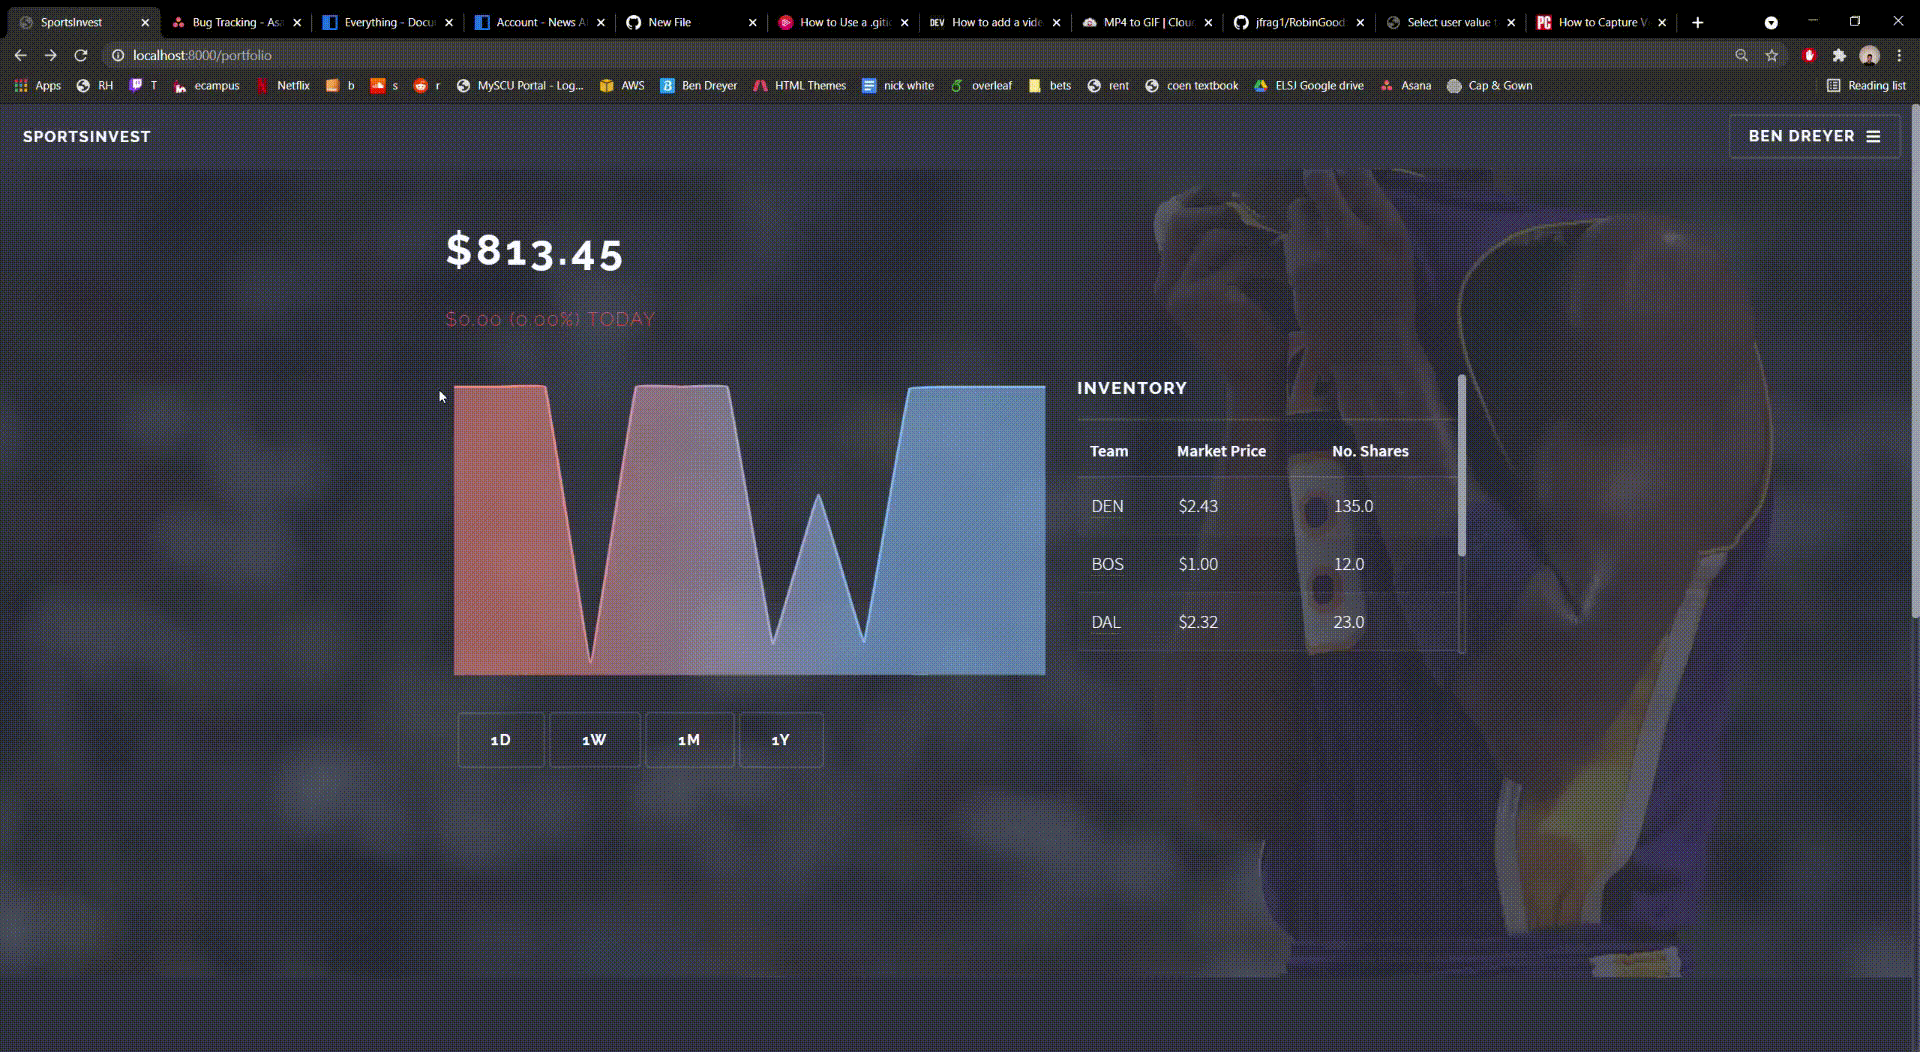 SportsInvest
Bug Tracking - Asa
Everything - Docu
Account - News A
New File
How to Use a .giti
DEV How to add a vide
MP4 to GIF | Clou
jfrag1/RobinGood
Select user value t
PC How to Capture V
localhost:8000/portfolio
Apps RH T ecampus Netflix b s r MySCU Portal - Log... AWS B Ben Dreyer HTML Themes nick white overleaf bets rent coen textbook ELSJ Google drive Asana Cap & Gown Reading list
SPORTSINVEST
BEN DREYER
$813.45
$0.00 (0.00%) TODAY
INVENTORY
Team Market Price No. Shares
DEN $2.43 135.0
BOS $1.00 12.0
DAL $2.32 23.0
1D 1W 1M 1Y